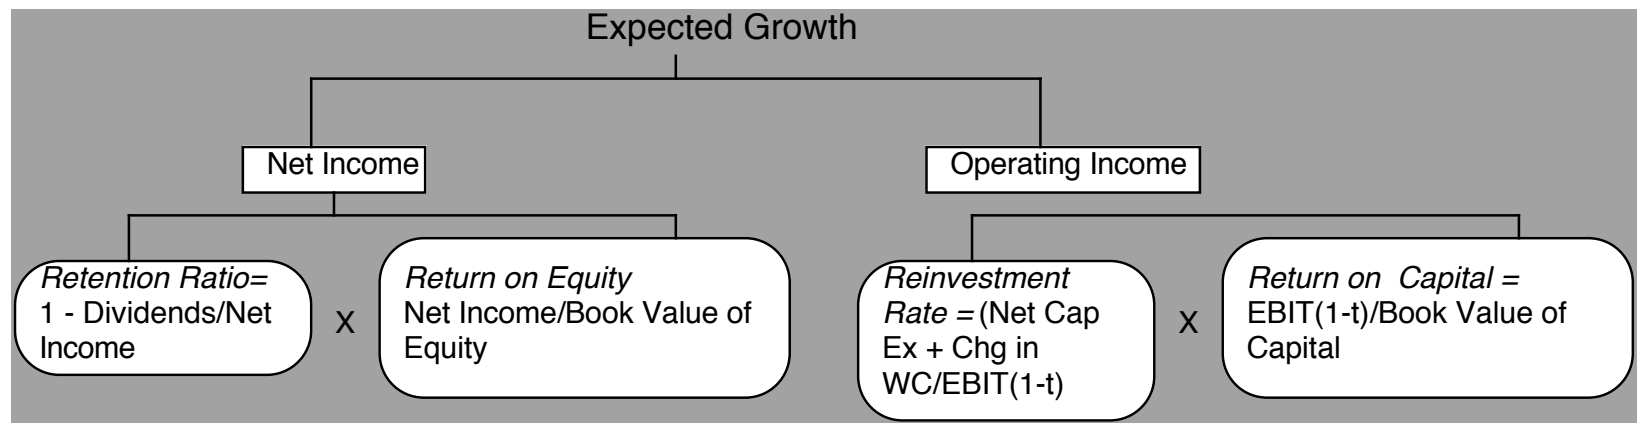 Expected Growth
Net Income
Operating Income
Retention Ratio=
1 - Dividends/Net
Income
X
Return on Equity
Net Income/Book Value of
Equity
Reinvestment
Rate = (Net Cap
Ex + Chg in
WC/EBIT(1-t)
X
Return on Capital =
EBIT(1-t)/Book Value of
Capital